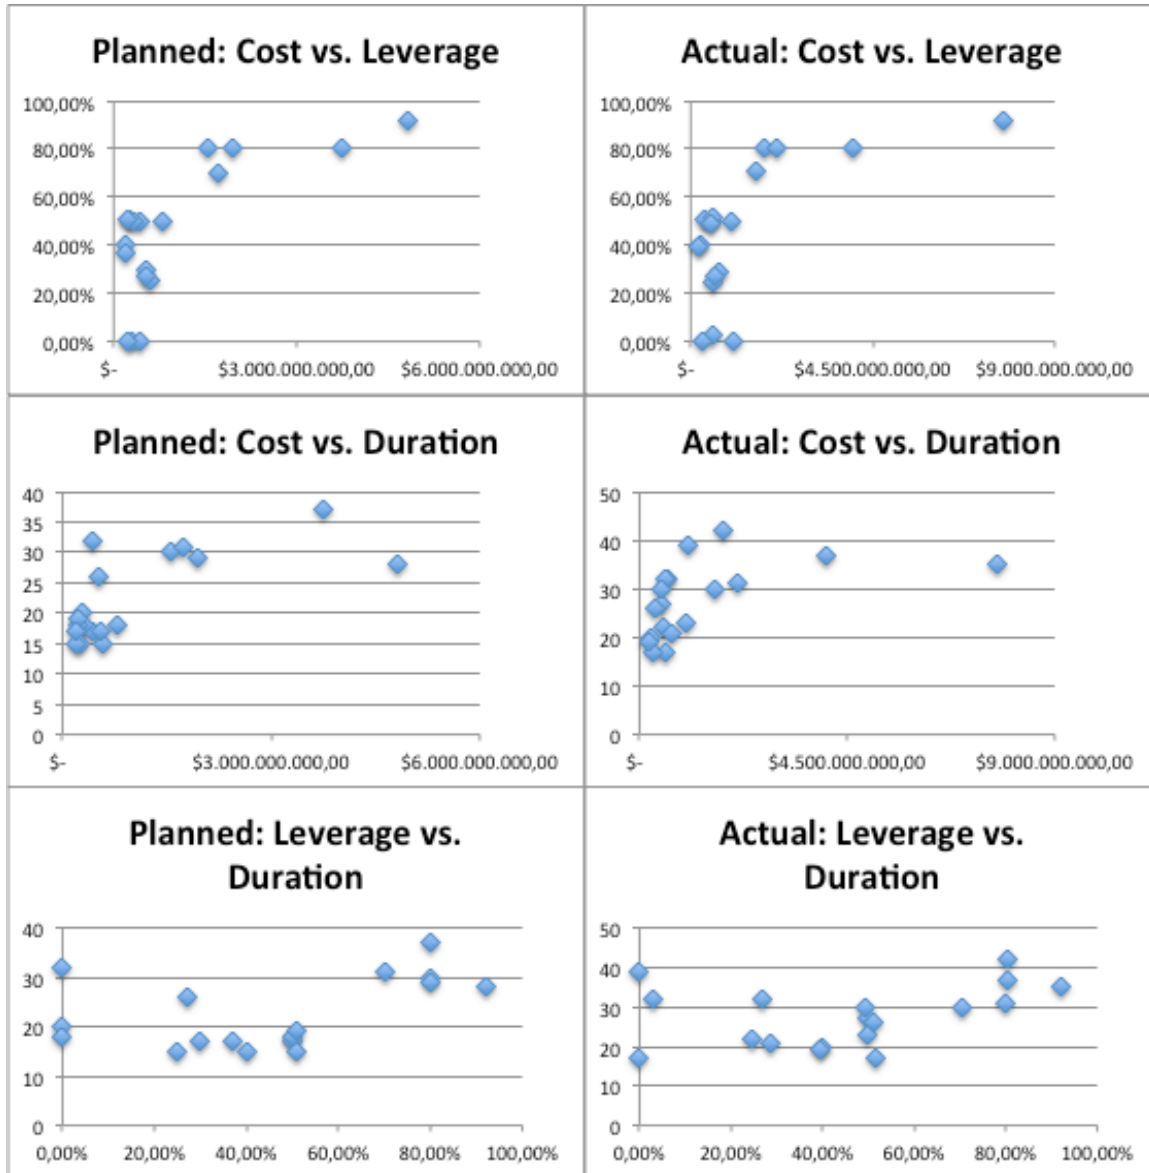 Planned: Cost vs. Leverage
100,00%
80,00%
60,00%
40,00%
20,00%
0,00%
$- $3.000.000.000,00 $6.000.000.000,00
Actual: Cost vs. Leverage
100,00%
80,00%
60,00%
40,00%
20,00%
0,00%
$- $4.500.000.000,00 $9.000.000.000,00
Planned: Cost vs. Duration
40
35
30
25
20
15
10
5
0
$- $3.000.000.000,00 $6.000.000.000,00
Actual: Cost vs. Duration
50
40
30
20
10
0
$- $4.500.000.000,00 $9.000.000.000,00
Planned: Leverage vs.
Duration
40
30
20
10
0
0,00% 20,00% 40,00% 60,00% 80,00% 100,00%
Actual: Leverage vs.
Duration
50
40
30
20
10
0
0,00% 20,00% 40,00% 60,00% 80,00% 100,00%